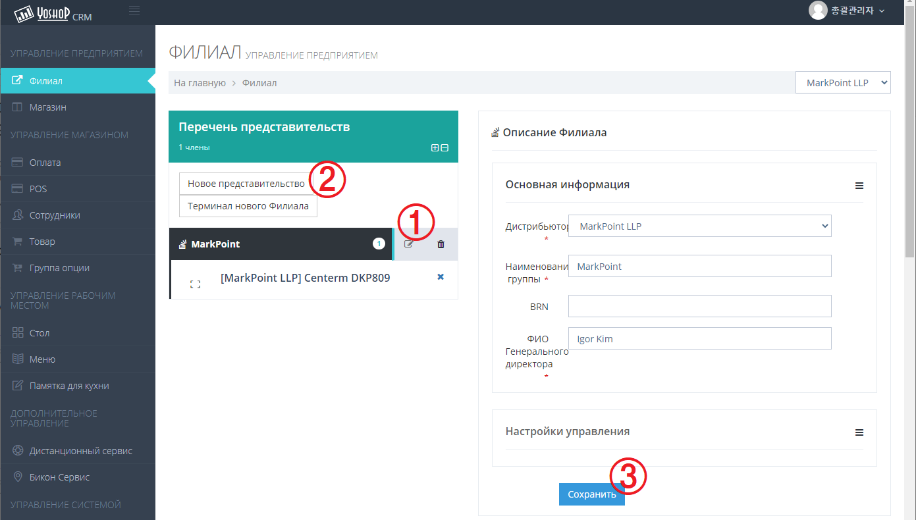 YOSHOP CRM
총괄관리자
УПРАВЛЕНИЕ ПРЕДПРИЯТИЕМ
Филиал
Магазин
УПРАВЛЕНИЕ МАГАЗИНОМ
Оплата
POS
Сотрудники
Товар
Группа опции
УПРАВЛЕНИЕ РАБОЧИМ
МЕСТОМ
Стол
Меню
Памятка для кухни
ДОПОЛНИТЕЛЬНОЕ
УПРАВЛЕНИЕ
Дистанционный сервис
Бикон Сервис
УПРАВЛЕНИЕ СИСТЕМОЙ
ФИЛИАЛ УПРАВЛЕНИЕ ПРЕДПРИЯТИЕМ
На главную > Филиал
MarkPoint LLP
Перечень представительств
1 члены
Новое представительство ②
Терминал нового Филиала
①
MarkPoint 1
[MarkPoint LLP] Centerm DKP809
Описание Филиала
Основная информация
Дистрибьютор
* MarkPoint LLP
Наименовани
группы * MarkPoint
BRN
ФИО
Генерального
директора
* Igor Kim
Настройки управления
Сохранить ③